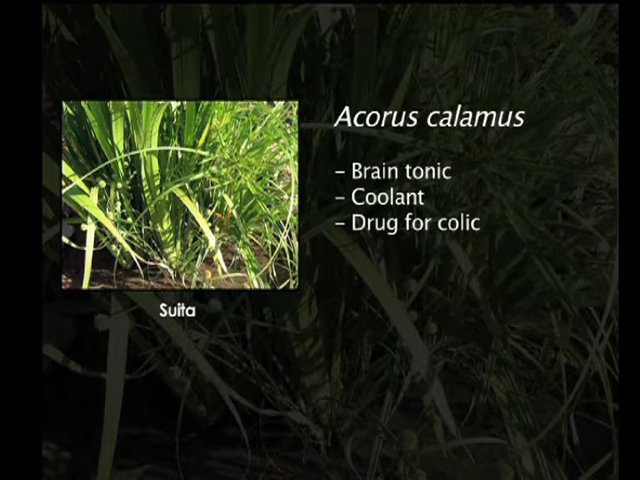 Acorus calamus
– Brain tonic
– Coolant
– Drug for colic
Suita